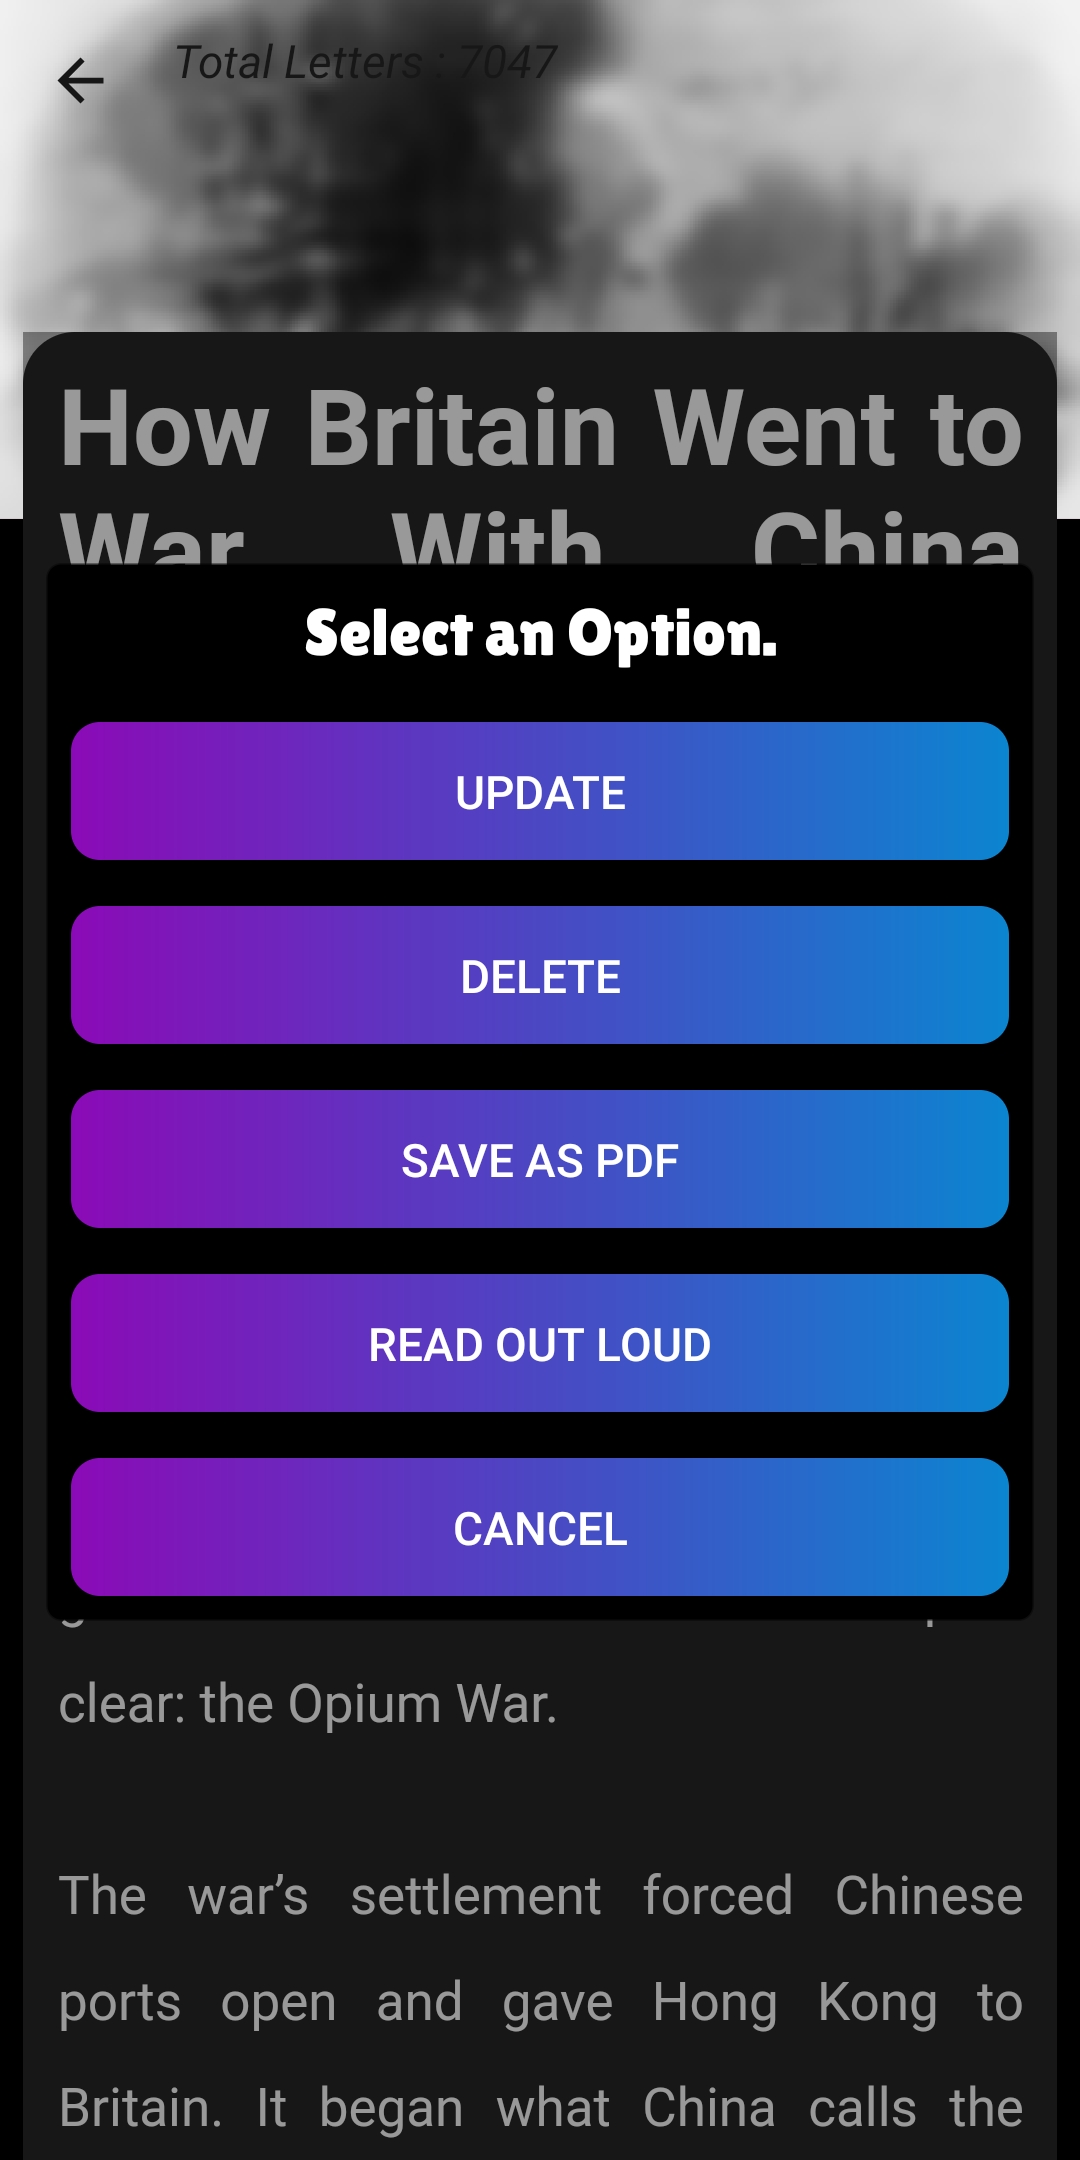 Total Letters : 7047
How Britain Went to
War With China
Select an Option.
UPDATE
DELETE
SAVE AS PDF
READ OUT LOUD
CANCEL
clear: the Opium War.
The war’s settlement forced Chinese
ports open and gave Hong Kong to
Britain. It began what China calls the